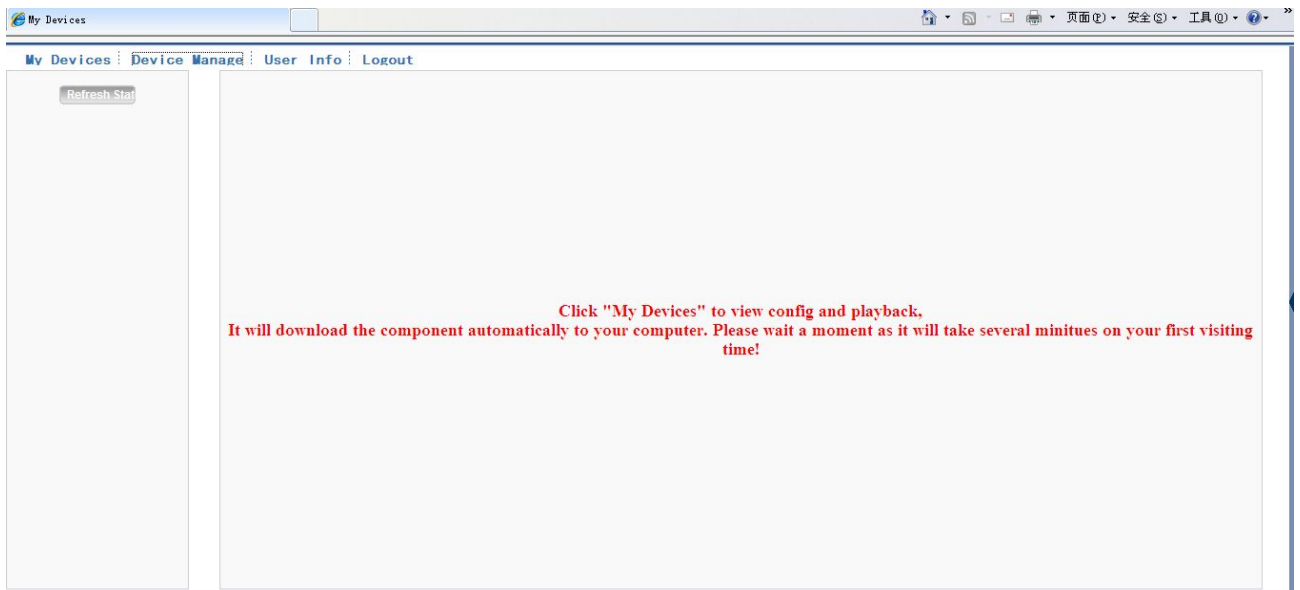 My Devices
页面(P) 安全(S) 工具(O) »
My Devices Device Manage User Info Logout
Refresh Stat
Click "My Devices" to view config and playback,
It will download the component automatically to your computer. Please wait a moment as it will take several minitues on your first visiting
time!